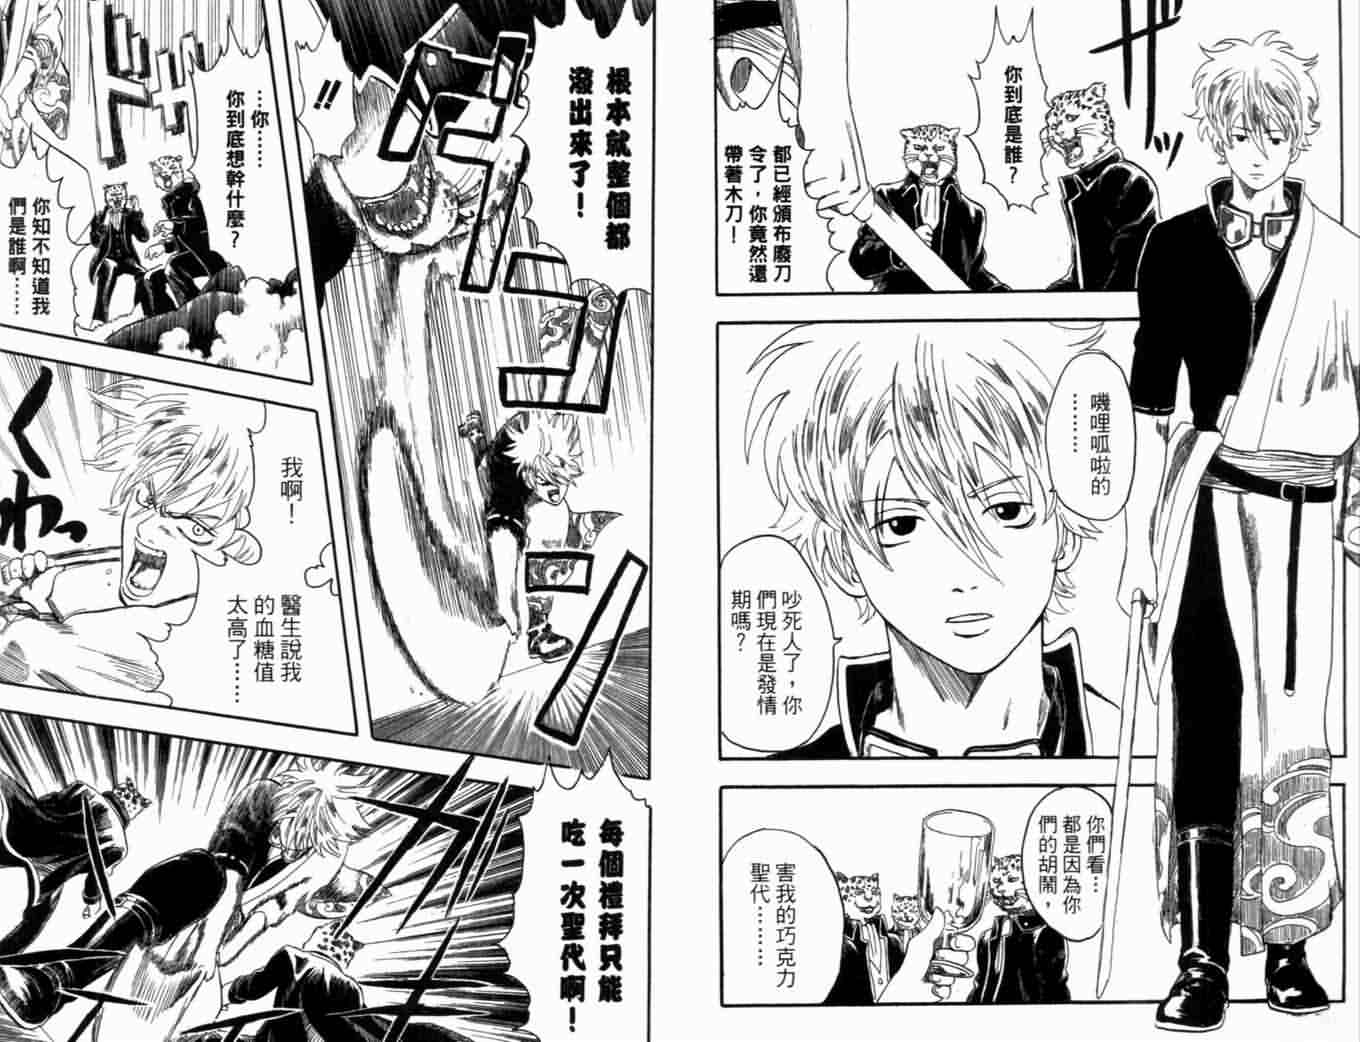 你到底是誰?
都已經頒布廢刀
令了,你竟然還
帶著木刀!
嘰哩呱啦的
………
吵死人了,你
們現在是發情
期嗎?
你們看…
都是因為你
們的胡鬧,
害我的巧克力
聖代………
根本就整個都
潑出來了!
!!
…你……
你到底想幹什麼?
你知不知道我
們是誰啊……
くわっ
我啊!
醫生說我
的血糖值
太高了……
每個禮拜只能
吃一次聖代啊!